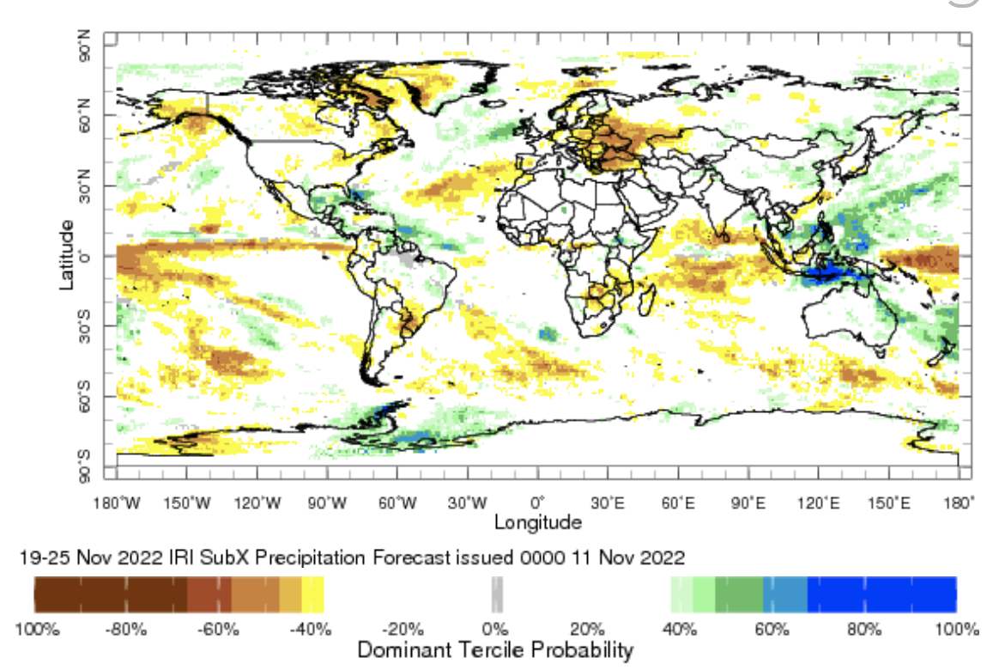 90°N
60°N
30°N
0°
30°S
60°S
90°S
Latitude
180°W 150°W 120°W 90°W 60°W 30°W 0° 30°E 60°E 90°E 120°E 150°E 180°
Longitude
19-25 Nov 2022 IRI SubX Precipitation Forecast issued 0000 11 Nov 2022
100% -80% -60% -40% -20% 0% 20% 40% 60% 80% 100%
Dominant Tercile Probability